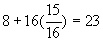 8 + 16(15/16) = 23